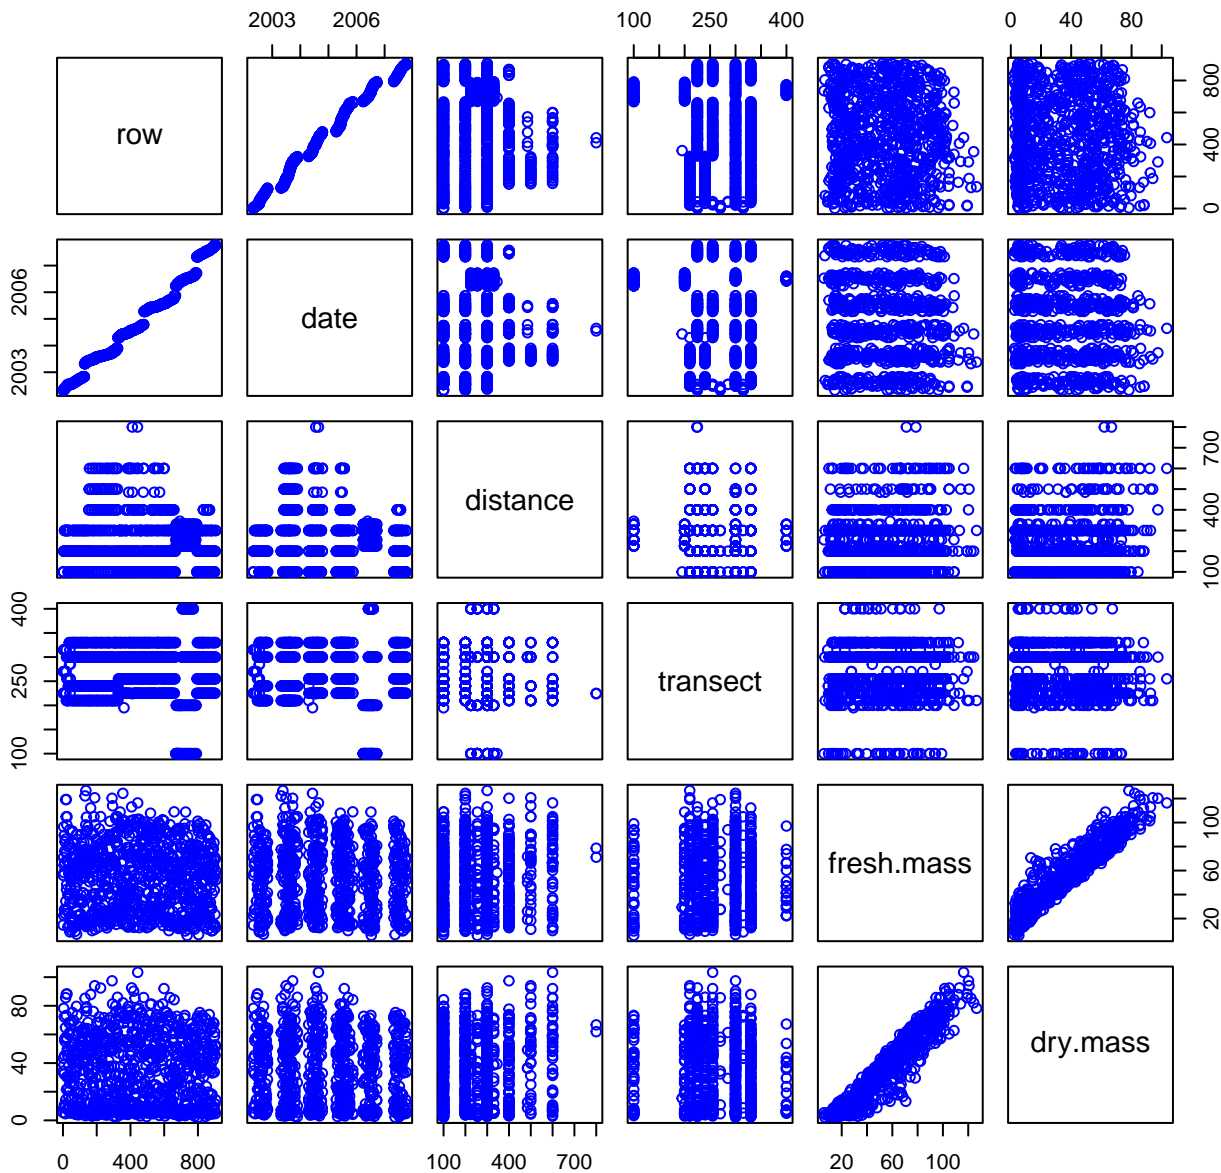 2003 2006 100 250 400 0 40 80
row 0 400 800
2003 2006 date
distance 100 400 700
100 250 400 transect
fresh.mass 20 60 100
0 40 80 dry.mass
0 400 800 100 400 700 20 60 100